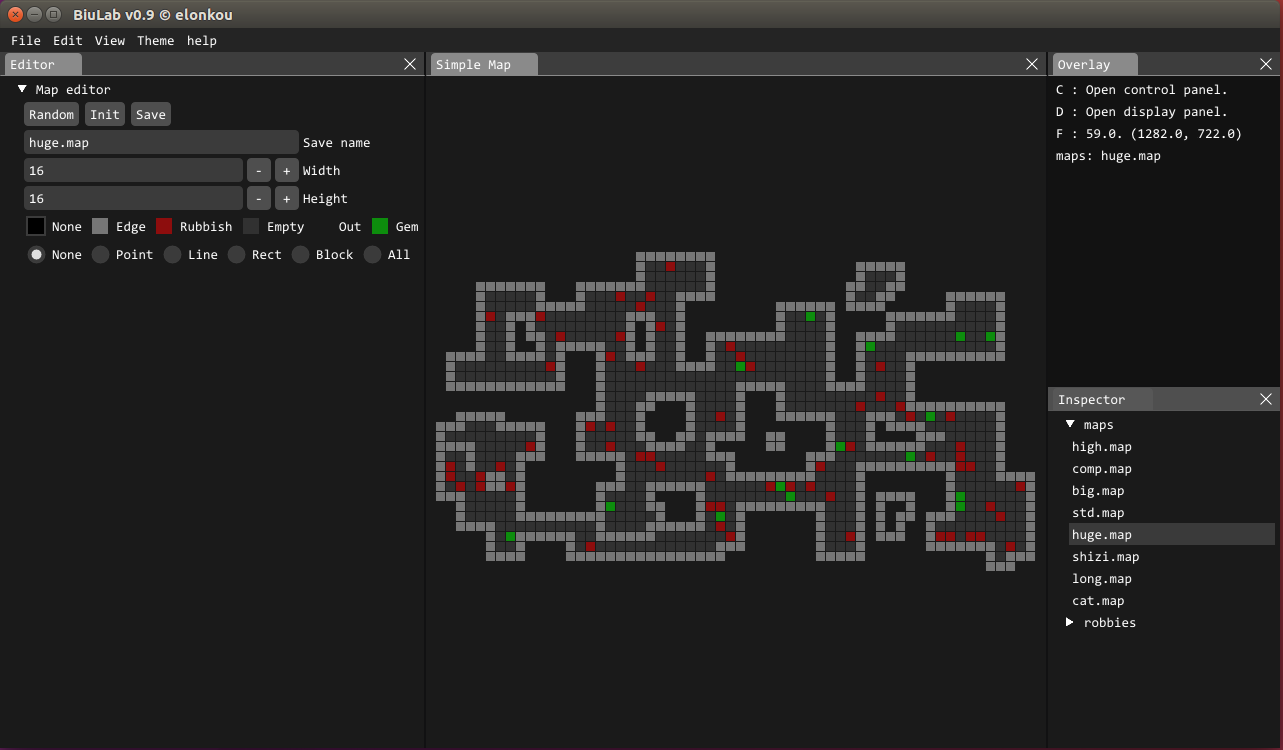 BiuLab v0.9 © elonkou
File Edit View Theme help
Editor
Map editor
Random Init Save
huge.map Save name
16 - + Width
16 - + Height
None Edge Rubbish Empty Out Gem
None Point Line Rect Block All
Simple Map
Overlay
C : Open control panel.
D : Open display panel.
F : 59.0. (1282.0, 722.0)
maps: huge.map
Inspector
maps
high.map
comp.map
big.map
std.map
huge.map
shizi.map
long.map
cat.map
robbies